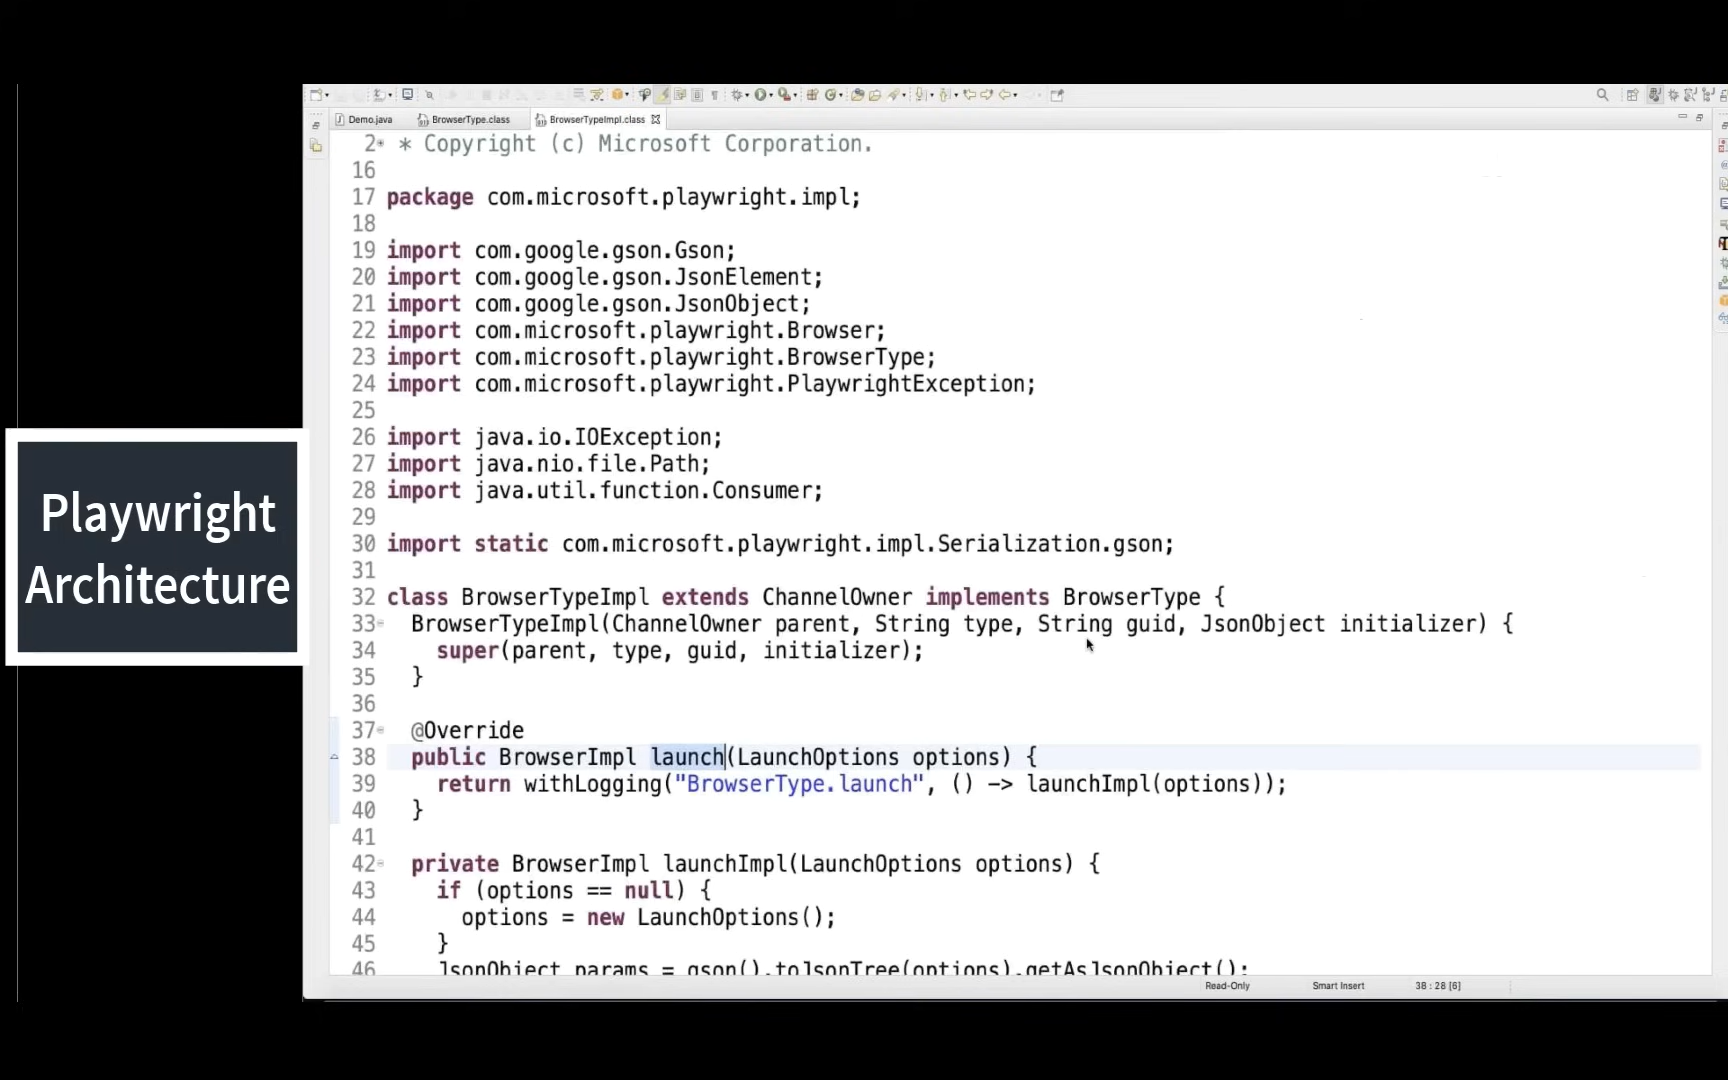 Playwright
Architecture
Demo.java
BrowserType.class
BrowserTypeImpl.class
2 * Copyright (c) Microsoft Corporation.
16
17 package com.microsoft.playwright.impl;
18
19 import com.google.gson.Gson;
20 import com.google.gson.JsonElement;
21 import com.google.gson.JsonObject;
22 import com.microsoft.playwright.Browser;
23 import com.microsoft.playwright.BrowserType;
24 import com.microsoft.playwright.PlaywrightException;
25
26 import java.io.IOException;
27 import java.nio.file.Path;
28 import java.util.function.Consumer;
29
30 import static com.microsoft.playwright.impl.Serialization.gson;
31
32 class BrowserTypeImpl extends ChannelOwner implements BrowserType {
33 BrowserTypeImpl(ChannelOwner parent, String type, String guid, JsonObject initializer) {
34 super(parent, type, guid, initializer);
35 }
36
37 @Override
38 public BrowserImpl launch(LaunchOptions options) {
39 return withLogging("BrowserType.launch", () -> launchImpl(options));
40 }
41
42 private BrowserImpl launchImpl(LaunchOptions options) {
43 if (options == null) {
44 options = new LaunchOptions();
45 }
46 JsonObject params = gson().toJsonTree(options).getAsJsonObject();
Read-Only
Smart Insert
38 : 28 [6]